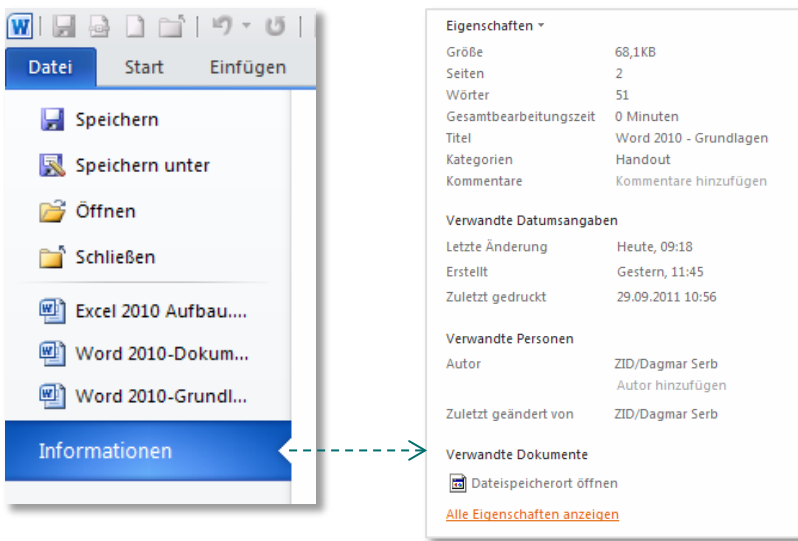 W
Datei Start Einfügen
Speichern
Speichern unter
Öffnen
Schließen
Excel 2010 Aufbau....
Word 2010-Dokum...
Word 2010-Grundl...
Informationen
Eigenschaften
Größe 68,1KB
Seiten 2
Wörter 51
Gesamtbearbeitungszeit 0 Minuten
Titel Word 2010 - Grundlagen
Kategorien Handout
Kommentare Kommentare hinzufügen
Verwandte Datumsangaben
Letzte Änderung Heute, 09:18
Erstellt Gestern, 11:45
Zuletzt gedruckt 29.09.2011 10:56
Verwandte Personen
Autor ZID/Dagmar Serb
Autor hinzufügen
Zuletzt geändert von ZID/Dagmar Serb
Verwandte Dokumente
Dateispeicherort öffnen
Alle Eigenschaften anzeigen